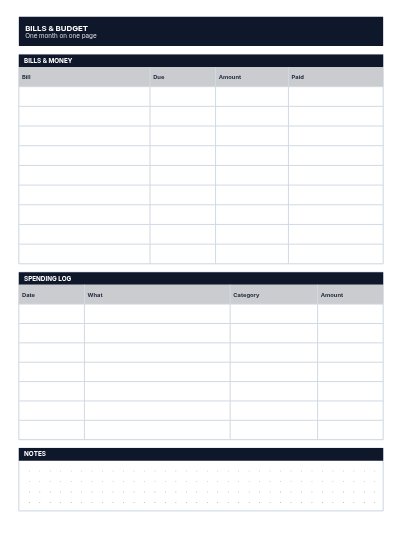 BILLS & BUDGET
One month on one page
BILLS & MONEY
Bill Due Amount Paid
SPENDING LOG
Date What Category Amount
NOTES